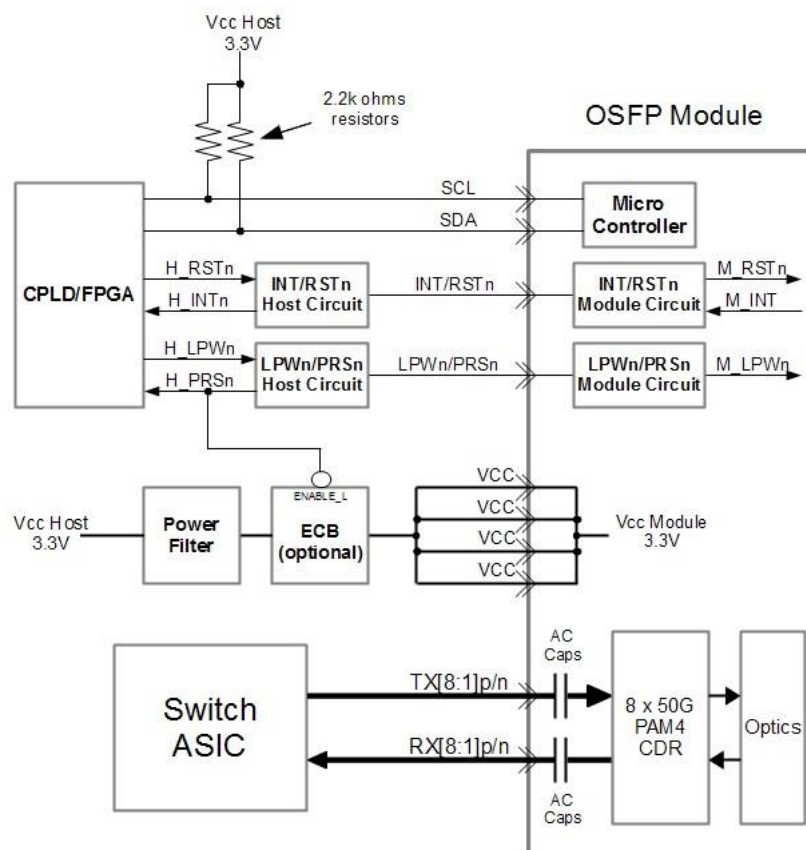 Vcc Host
3.3V
2.2k ohms
resistors
OSFP Module
SCL
SDA
Micro
Controller
CPLD/FPGA
H_RSTn
H_INTn
INT/RSTn
Host Circuit
INT/RSTn
INT/RSTn
Module Circuit
M_RSTn
M_INT
H_LPWn
H_PRSn
LPWn/PRSn
Host Circuit
LPWn/PRSn
LPWn/PRSn
Module Circuit
M_LPWn
ENABLE_L
VCC
VCC
VCC
VCC
Vcc Host
3.3V
Power
Filter
ECB
(optional)
Vcc Module
3.3V
Switch
ASIC
TX[8:1]p/n
RX[8:1]p/n
AC
Caps
AC
Caps
8 x 50G
PAM4
CDR
Optics